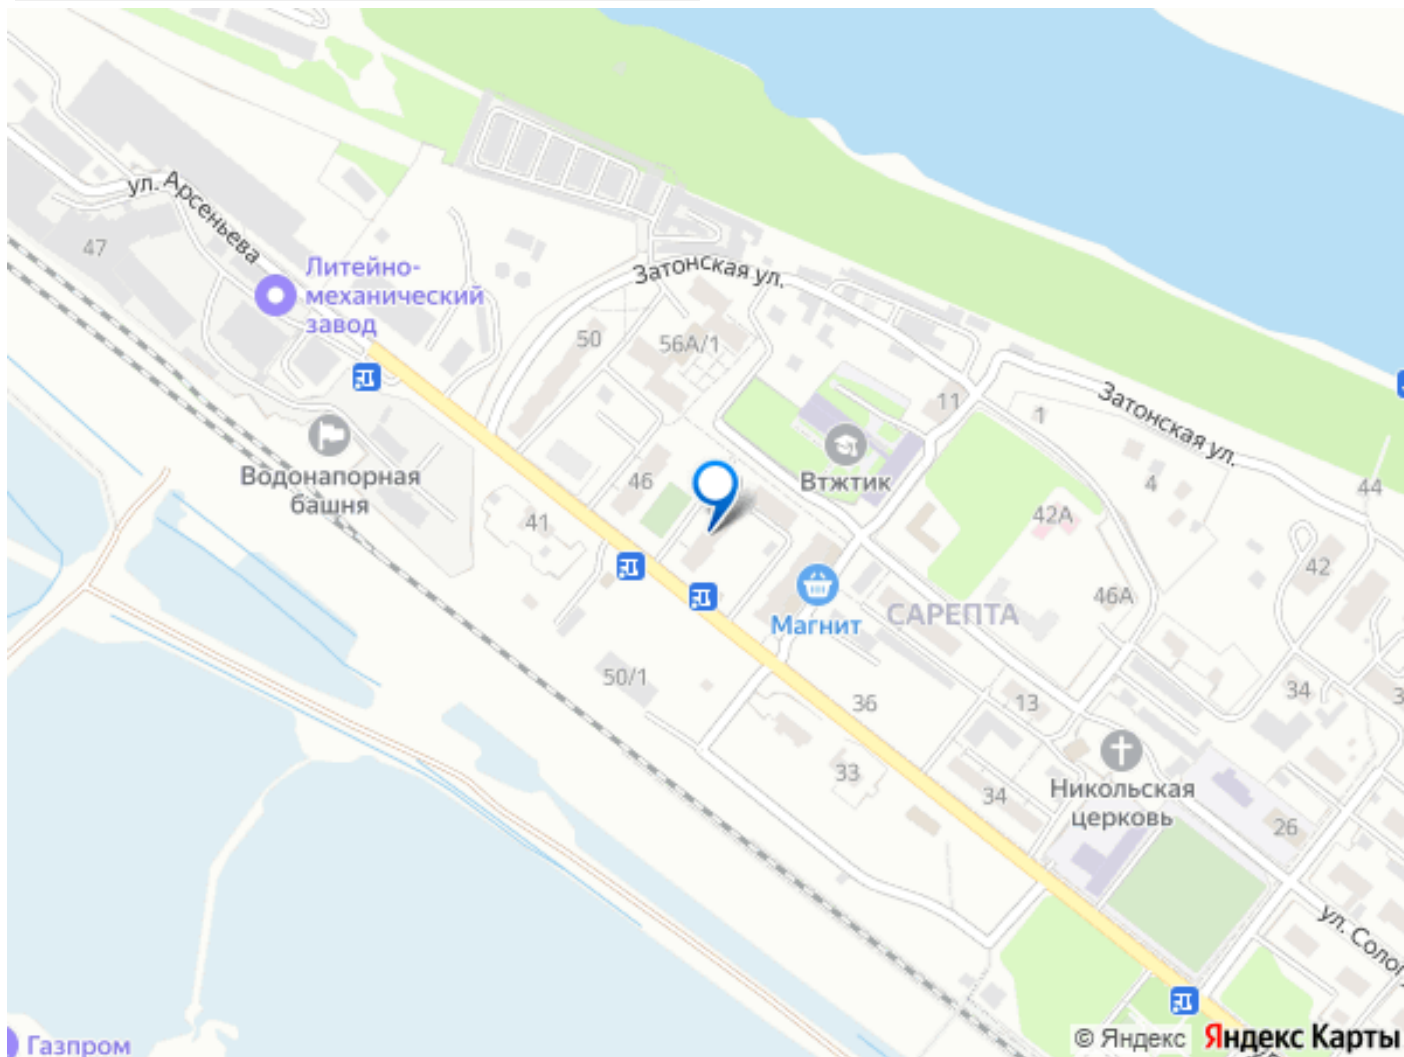 ул. Арсеньева
47
Литейно-
механический
завод
Затонская ул.
50
56А/1
11
1
Затонская ул.
Водонапорная
башня
46
Втжтик
4
44
41
42А
42
46А
САРЕПТА
Магнит
50/1
36
13
34
33
34
Никольская
церковь
26
ул. Солог
Газпром
© Яндекс
Яндекс Карты